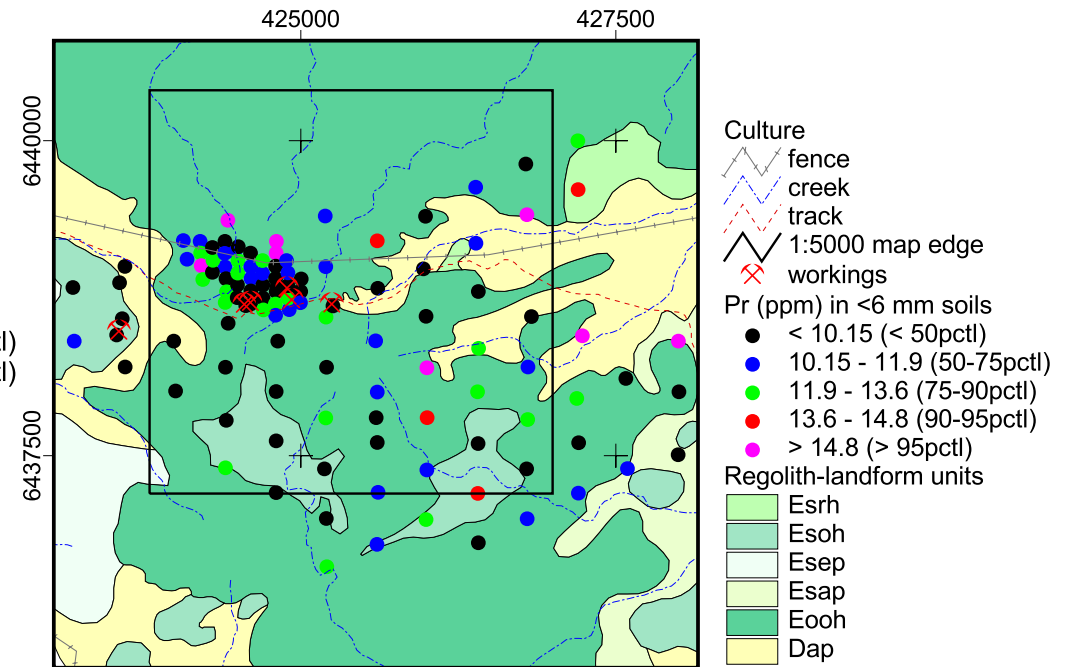 425000 427500
6440000
6437500
l)
l)
Culture
fence
creek
track
1:5000 map edge
workings
Pr (ppm) in <6 mm soils
< 10.15 (< 50pctl)
10.15 - 11.9 (50-75pctl)
11.9 - 13.6 (75-90pctl)
13.6 - 14.8 (90-95pctl)
> 14.8 (> 95pctl)
Regolith-landform units
Esrh
Esoh
Esep
Esap
Eooh
Dap